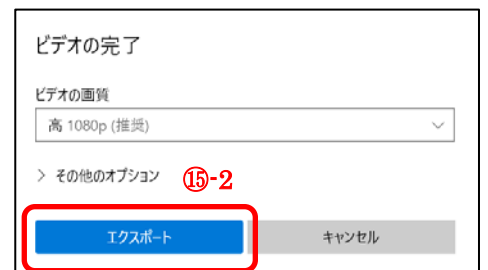 ビデオの完了
ビデオの画質
高 1080p (推奨)
> その他のオプション ⑮-2
エクスポート キャンセル